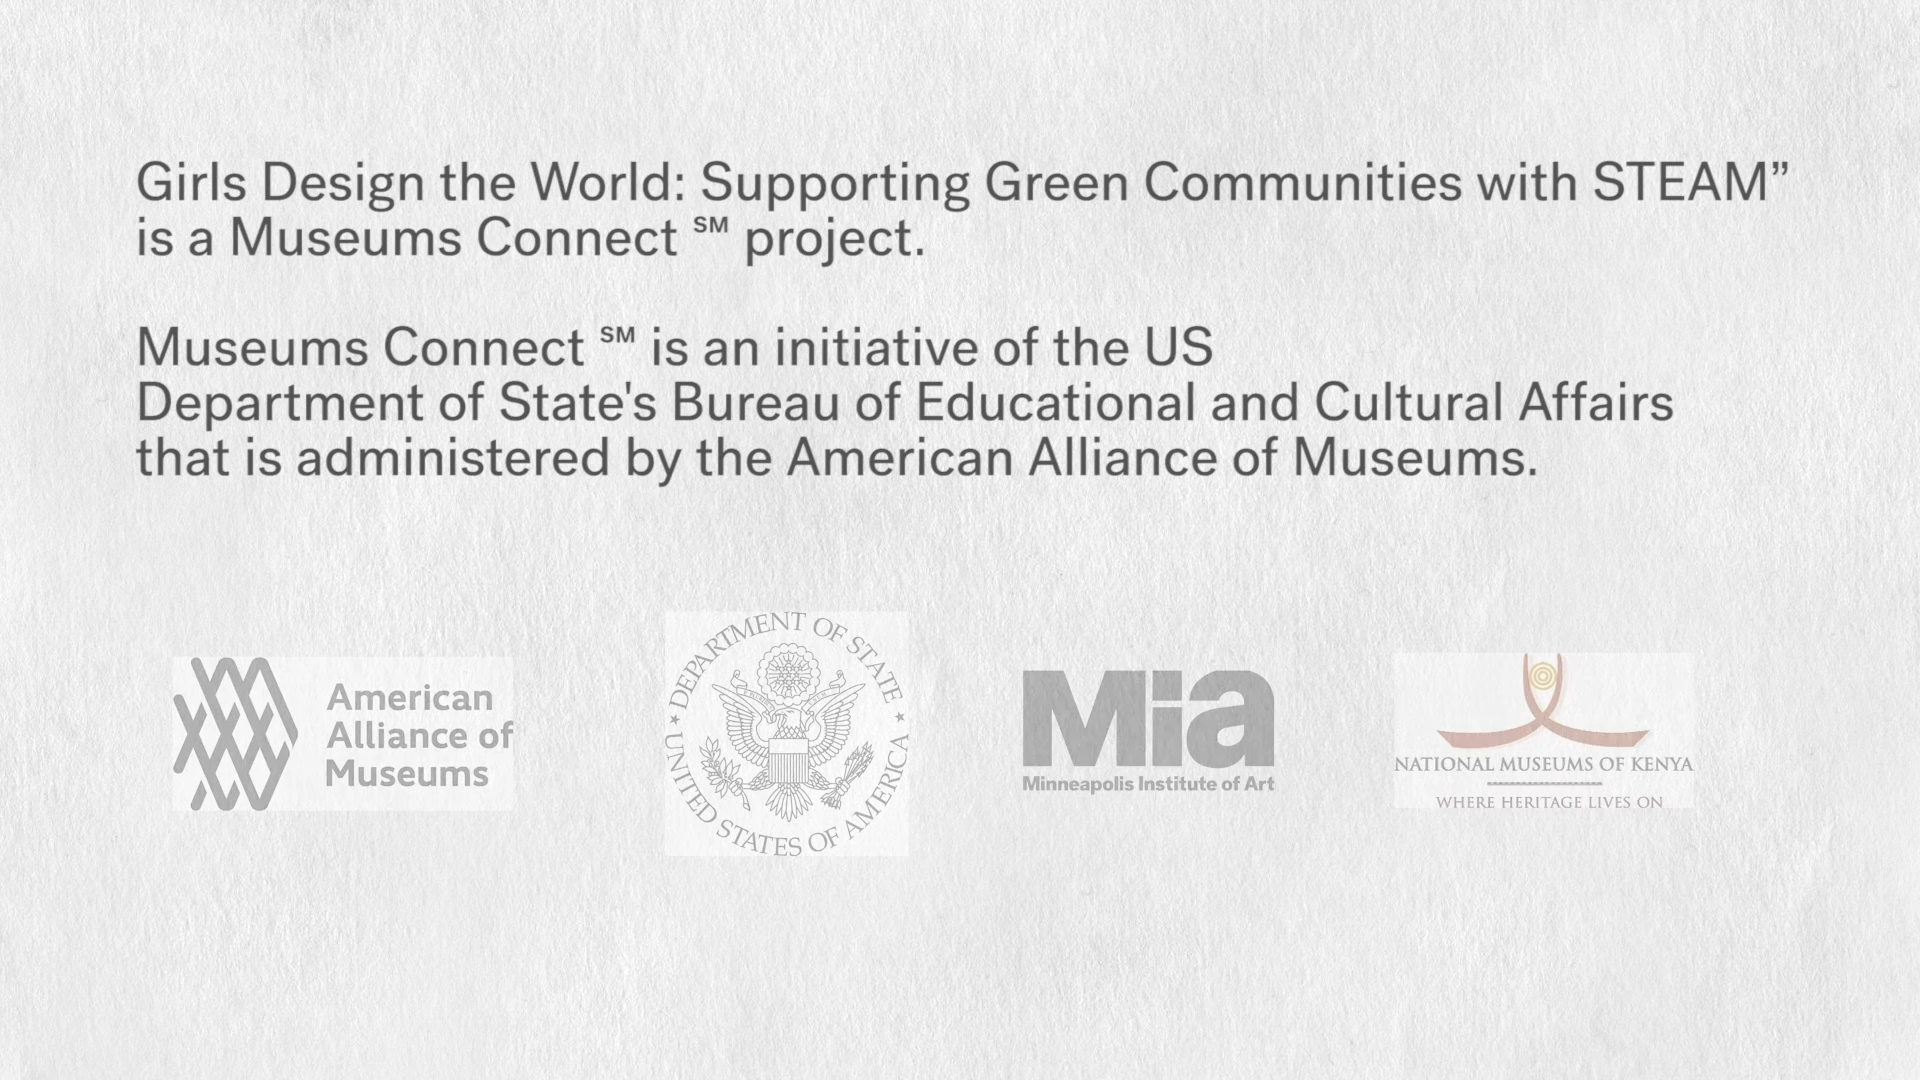 Girls Design the World: Supporting Green Communities with STEAM”
is a Museums Connect ℠ project.
Museums Connect ℠ is an initiative of the US
Department of State's Bureau of Educational and Cultural Affairs
that is administered by the American Alliance of Museums.
American
Alliance of
Museums
DEPARTMENT OF STATE
★ UNITED STATES OF AMERICA ★
Mia
Minneapolis Institute of Art
NATIONAL MUSEUMS OF KENYA
WHERE HERITAGE LIVES ON